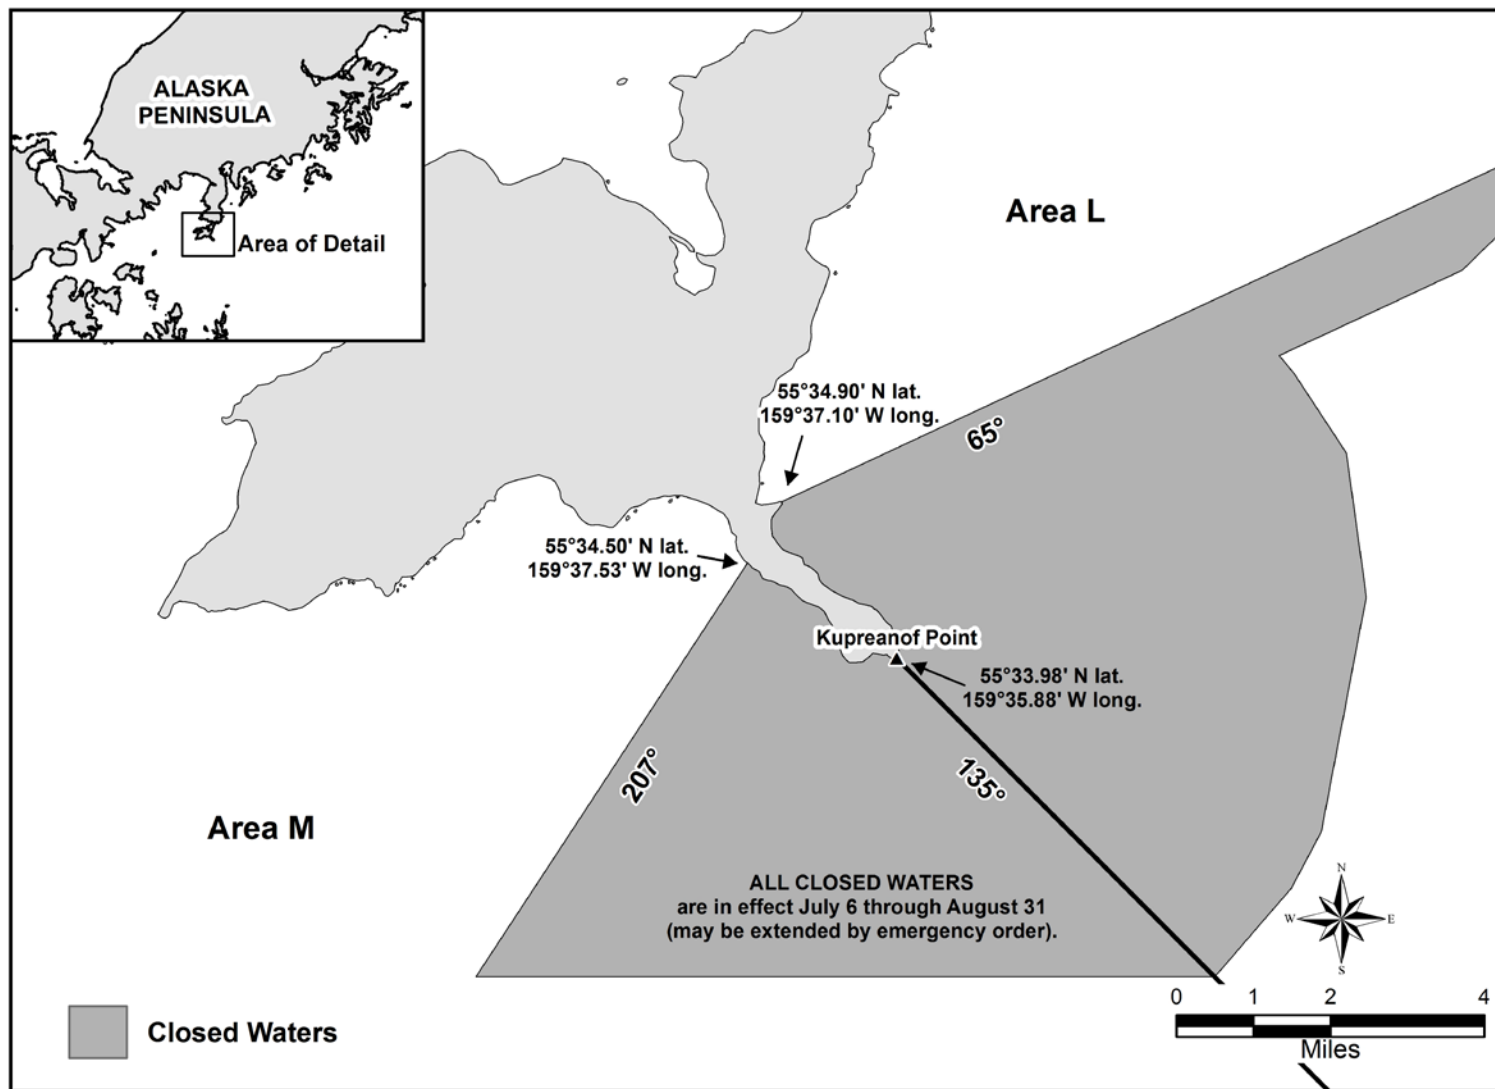 ALASKA
PENINSULA
Area of Detail
Area L
55°34.90' N lat.
159°37.10' W long.
65°
55°34.50' N lat.
159°37.53' W long.
Kupreanof Point
55°33.98' N lat.
159°35.88' W long.
207°
135°
Area M
ALL CLOSED WATERS
are in effect July 6 through August 31
(may be extended by emergency order).
N
W E
S
0 1 2 4
Miles
Closed Waters